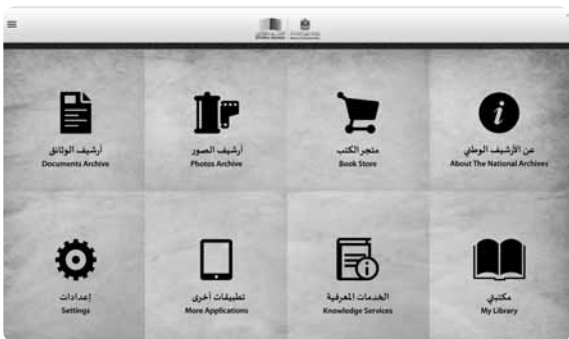 عن الأرشيف الوطني
About The National Archives
متجر الكتب
Book Store
أرشيف الصور
Photos Archive
أرشيف الوثائق
Documents Archive
مكتبتي
My Library
الخدمات المعرفية
Knowledge Services
تطبيقات أخرى
More Applications
إعدادات
Settings